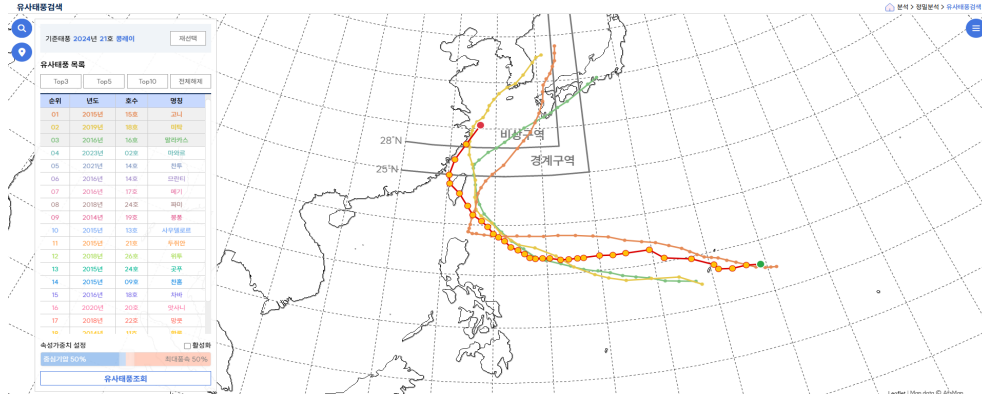 유사태풍검색
분석 > 정밀분석 > 유사태풍검색
기준태풍 2024년 21호 콩레이
재선택
유사태풍 목록
Top3 Top5 Top10 전체해제
순위 년도 호수 명칭
01 2015년 15호 고니
02 2019년 18호 미탁
03 2016년 16호 말라카스
04 2023년 02호 마와르
05 2021년 14호 찬투
06 2016년 14호 므란티
07 2016년 17호 메기
08 2018년 24호 짜미
09 2014년 19호 봉퐁
10 2015년 13호 사우델로르
11 2015년 21호 두쥐안
12 2018년 26호 위투
13 2015년 24호 곳푸
14 2015년 09호 찬홈
15 2016년 18호 차바
16 2020년 20호 앗사니
17 2018년 22호 망쿳
속성가중치 설정 활성화
중심기압 50% 최대풍속 50%
유사태풍조회
28°N
비상구역
25°N
경계구역
Leaflet | Map data ©